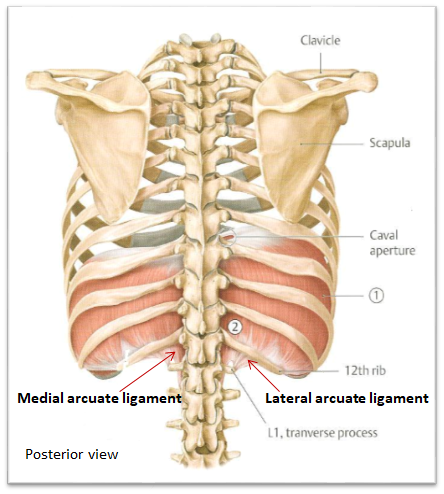 Clavicle
Scapula
Caval
aperture
①
②
12th rib
Medial arcuate ligament
Lateral arcuate ligament
L1, tranverse process
Posterior view